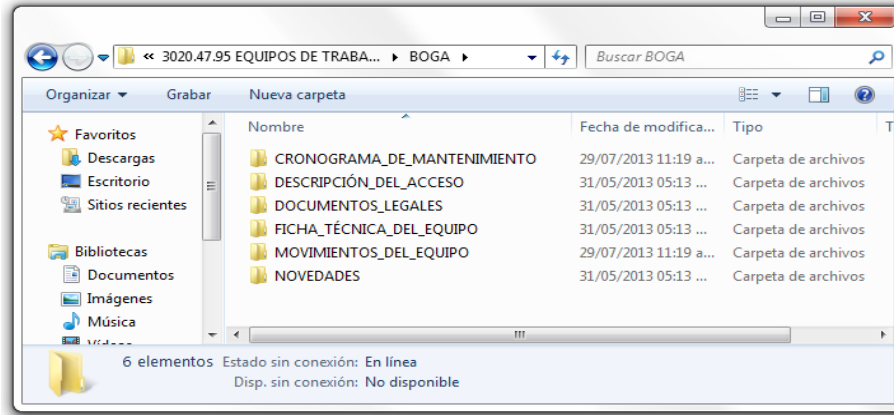 « 3020.47.95 EQUIPOS DE TRABA... ▸ BOGA ▸ Buscar BOGA
Organizar Grabar Nueva carpeta
Favoritos
Descargas
Escritorio
Sitios recientes
Bibliotecas
Documentos
Imágenes
Música
Nombre Fecha de modifica... Tipo T
CRONOGRAMA_DE_MANTENIMIENTO 29/07/2013 11:19 a... Carpeta de archivos
DESCRIPCIÓN_DEL_ACCESO 31/05/2013 05:13 ... Carpeta de archivos
DOCUMENTOS_LEGALES 31/05/2013 05:13 ... Carpeta de archivos
FICHA_TÉCNICA_DEL_EQUIPO 31/05/2013 05:13 ... Carpeta de archivos
MOVIMIENTOS_DEL_EQUIPO 29/07/2013 11:19 a... Carpeta de archivos
NOVEDADES 31/05/2013 05:13 ... Carpeta de archivos
6 elementos Estado sin conexión: En línea
Disp. sin conexión: No disponible